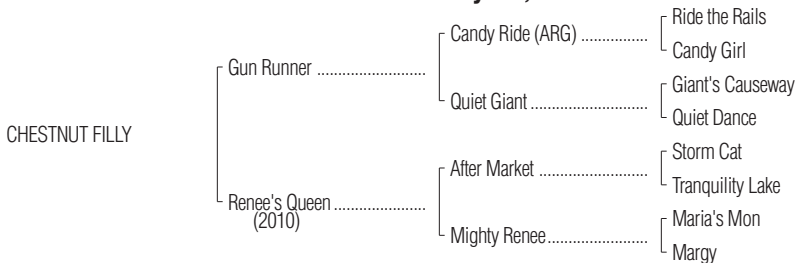 Ride the Rails
Candy Ride (ARG) ................
Candy Girl
Gun Runner ..........................
Giant's Causeway
Quiet Giant ............................
Quiet Dance
CHESTNUT FILLY
Storm Cat
After Market ..........................
Tranquility Lake
Renee's Queen ......................
(2010)
Maria's Mon
Mighty Renee........................
Margy